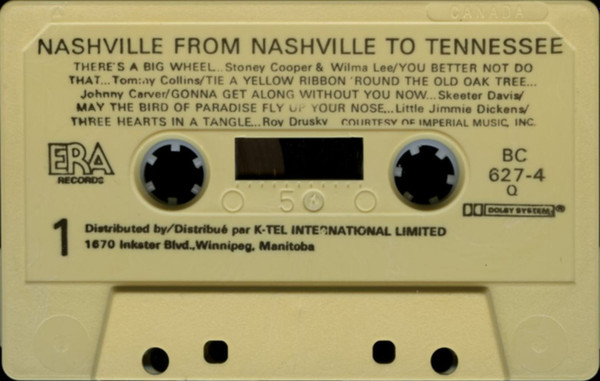 CANADA
NASHVILLE FROM NASHVILLE TO TENNESSEE
THERE'S A BIG WHEEL...Stoney Cooper & Wilma Lee/YOU BETTER NOT DO
THAT...Tommy Collins/TIE A YELLOW RIBBON 'ROUND THE OLD OAK TREE...
Johnny Carver/GONNA GET ALONG WITHOUT YOU NOW...Skeeter Davis/
MAY THE BIRD OF PARADISE FLY UP YOUR NOSE...Little Jimmie Dickens/
THREE HEARTS IN A TANGLE...Roy Drusky COURTESY OF IMPERIAL MUSIC, INC.
ERA
RECORDS
BC
627-4
Q
50
DOLBY SYSTEM®
1
Distributed by/Distribué par K-TEL INTERNATIONAL LIMITED
1670 Inkster Blvd.,Winnipeg, Manitoba